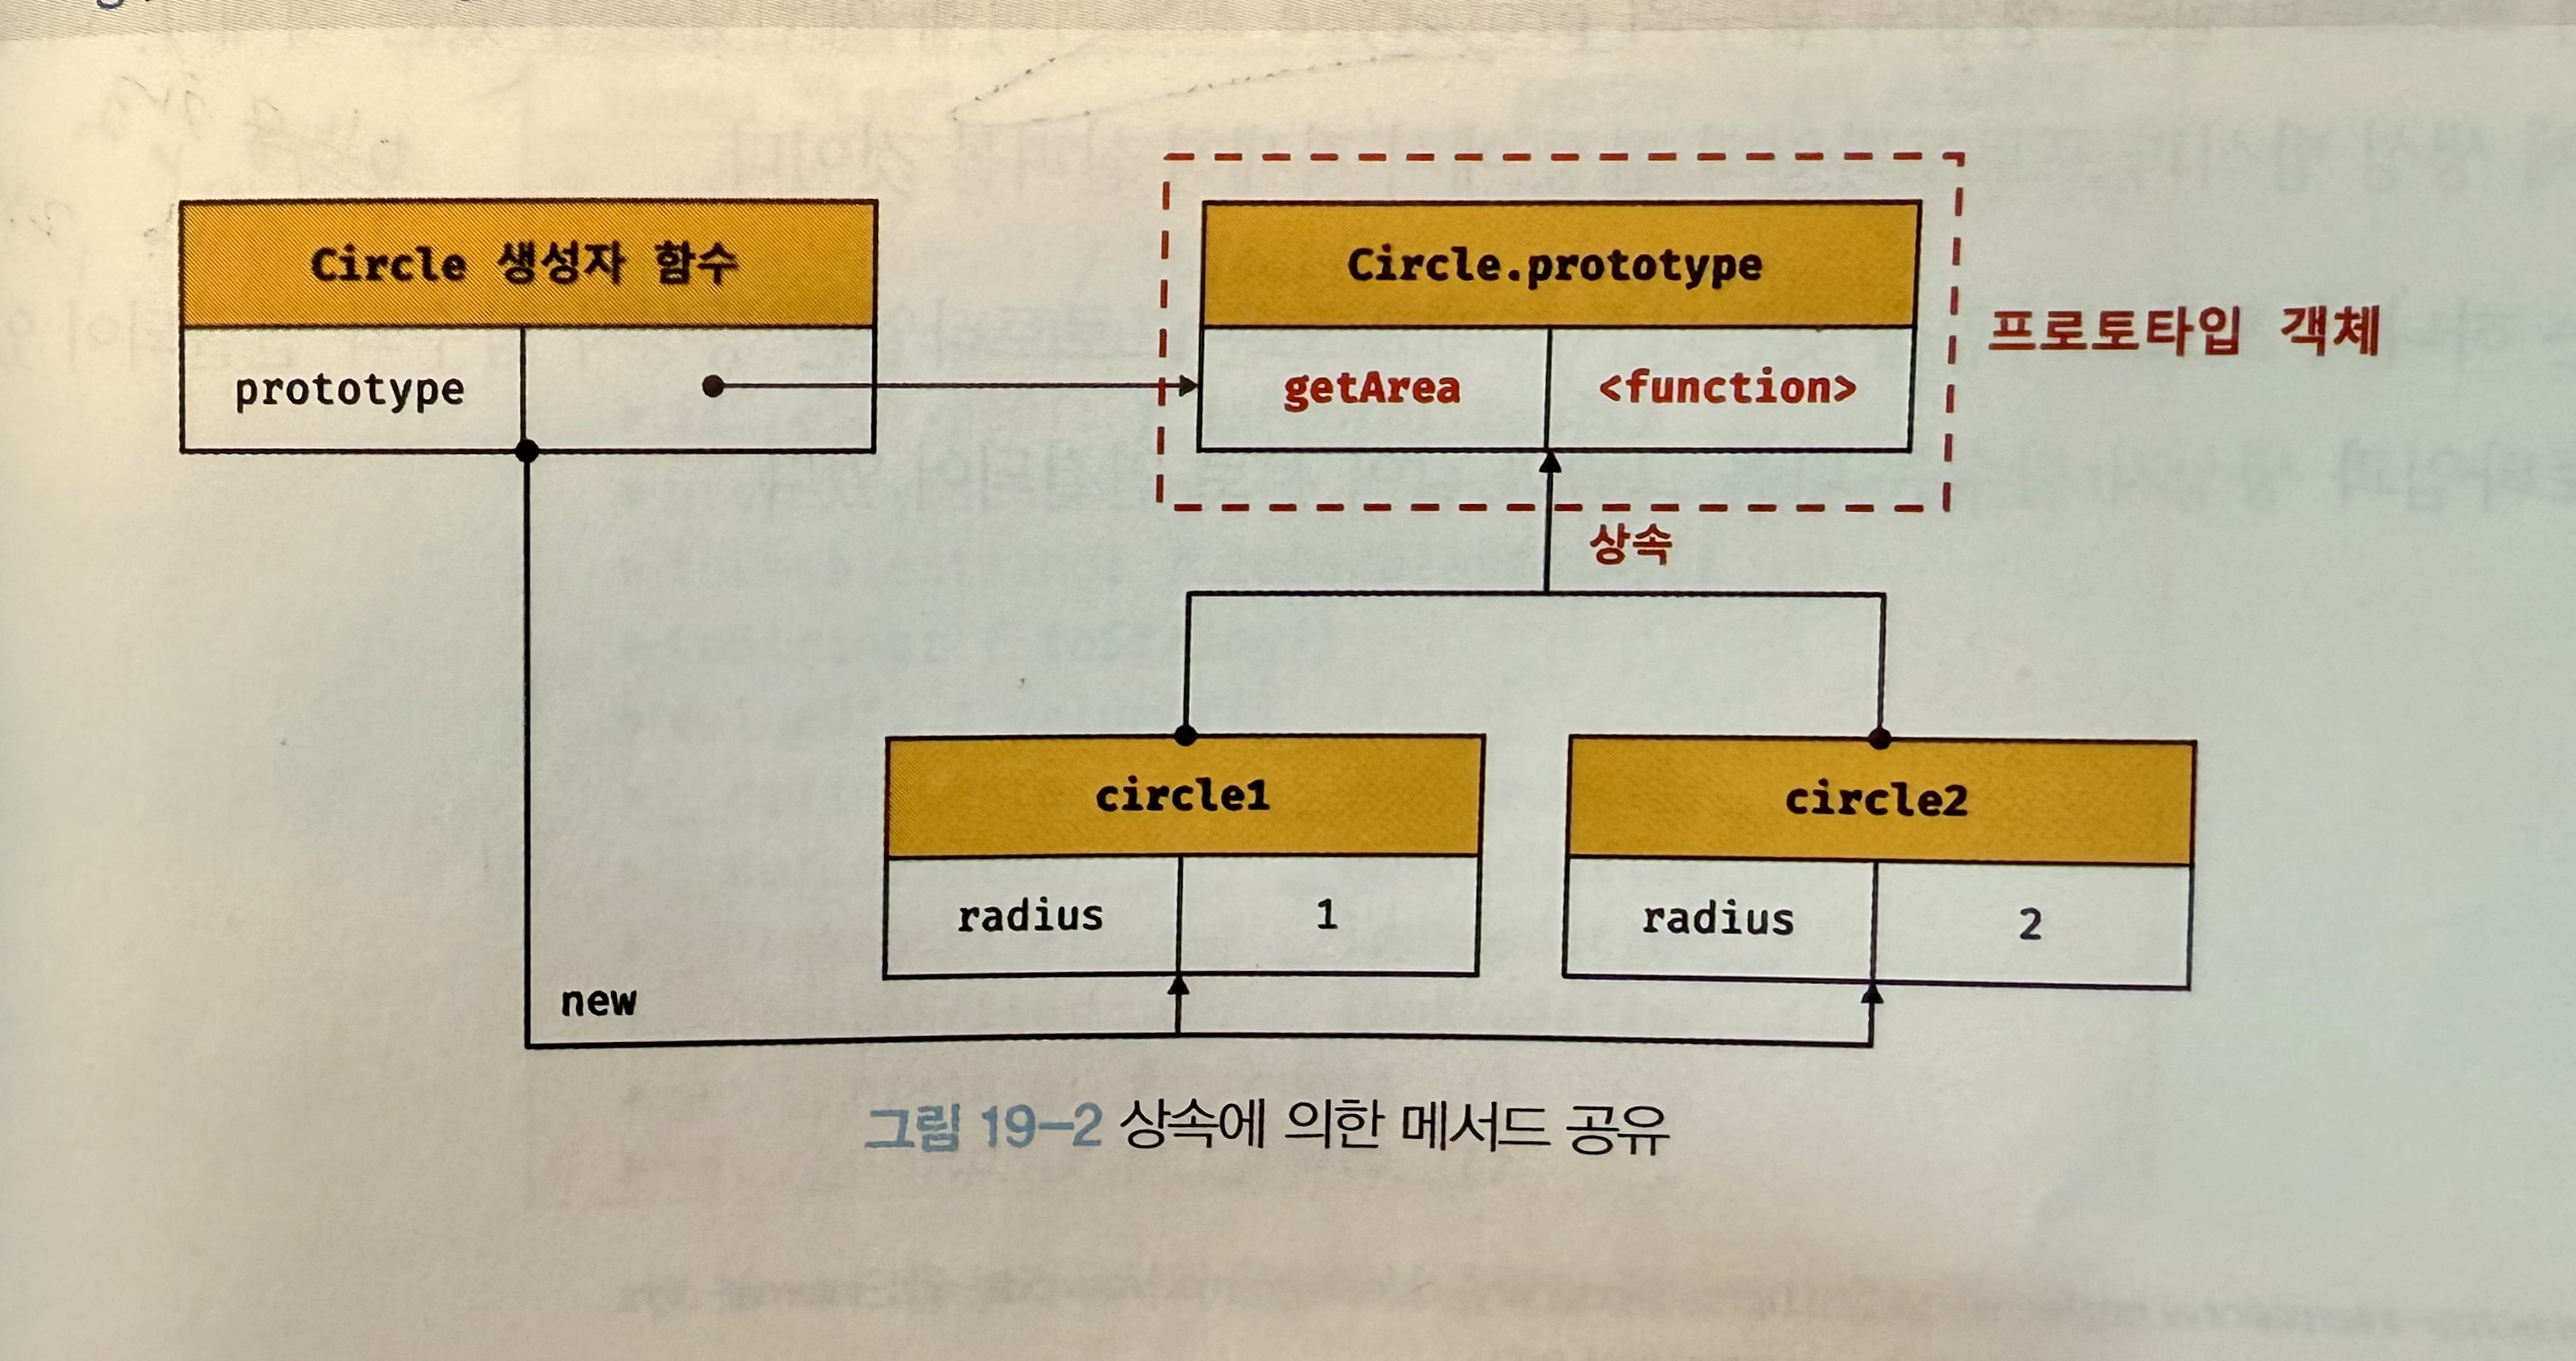 Circle 생성자 함수
prototype
Circle.prototype
getArea
<function>
프로토타입 객체
상속
circle1
radius
1
circle2
radius
2
new
그림 19-2 상속에 의한 메서드 공유